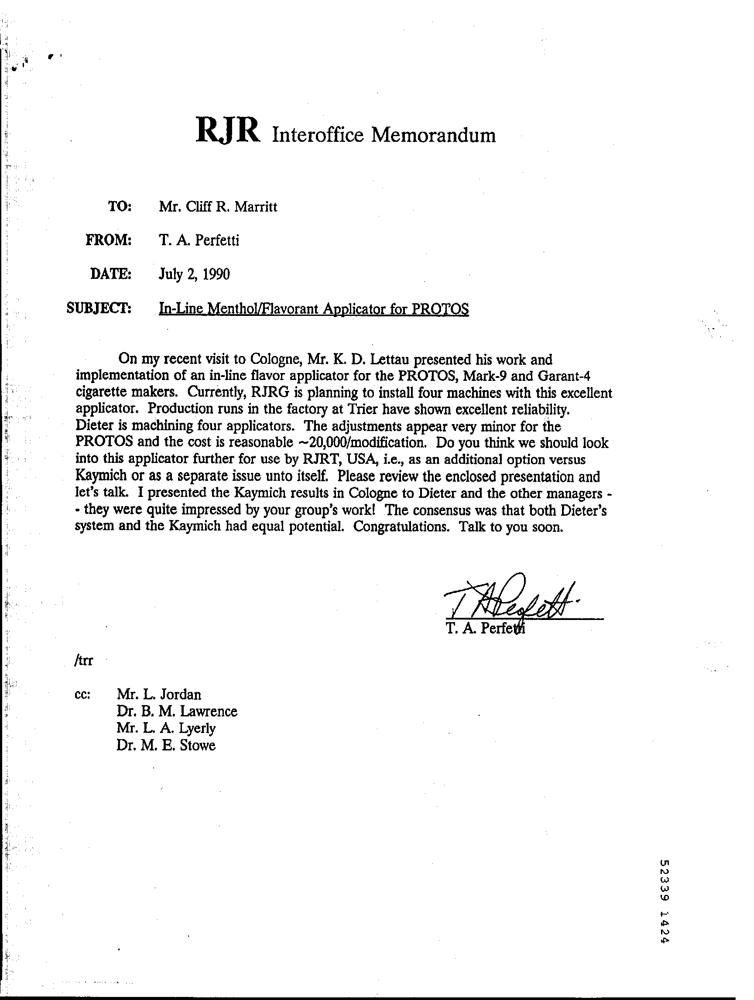 RJR Interoffice Memorandum
TO: Mr. Cliff R. Marritt
FROM: T. A. Perfetti
DATE: July 2, 1990
SUBJECT: In-Line Menthol/Flavorant Applicator for PROTOS
On my recent visit to Cologne, Mr. K. D. Lettau presented his work and
implementation of an in-line flavor applicator for the PROTOS, Mark-9 and Garant-4
cigarette makers. Currently, RJRG is planning to install four machines with this excellent
applicator. Production runs in the factory at Trier have shown excellent reliability.
Dieter is machining four applicators. The adjustments appear very minor for the
PROTOS and the cost is reasonable ~20,000/modification. Do you think we should look
into this applicator further for use by RJRT, USA, i.e., as an additional option versus
Kaymich or as a separate issue unto itself. Please review the enclosed presentation and
let's talk. I presented the Kaymich results in Cologne to Dieter and the other managers -
- they were quite impressed by your group's work! The consensus was that both Dieter's
system and the Kaymich had equal potential. Congratulations. Talk to you soon.
T A Perfetti
T. A. Perfetti
/trr
cc: Mr. L. Jordan
Dr. B. M. Lawrence
Mr. L. A. Lyerly
Dr. M. E. Stowe
52339 1424